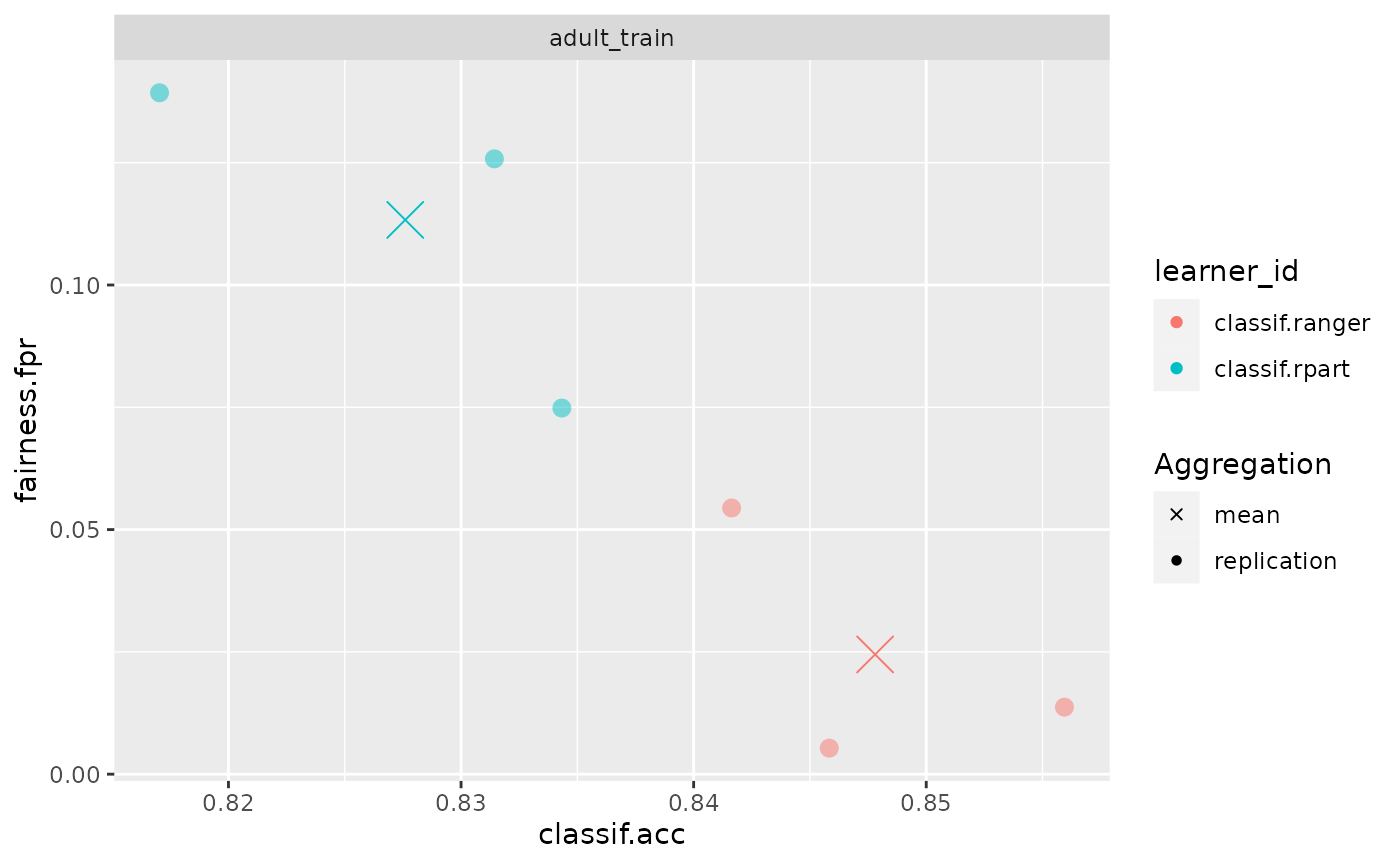 adult_train
0.10
0.05
0.00
fairness.fpr
0.82 0.83 0.84 0.85
classif.acc
learner_id
classif.ranger
classif.rpart
Aggregation
mean
replication